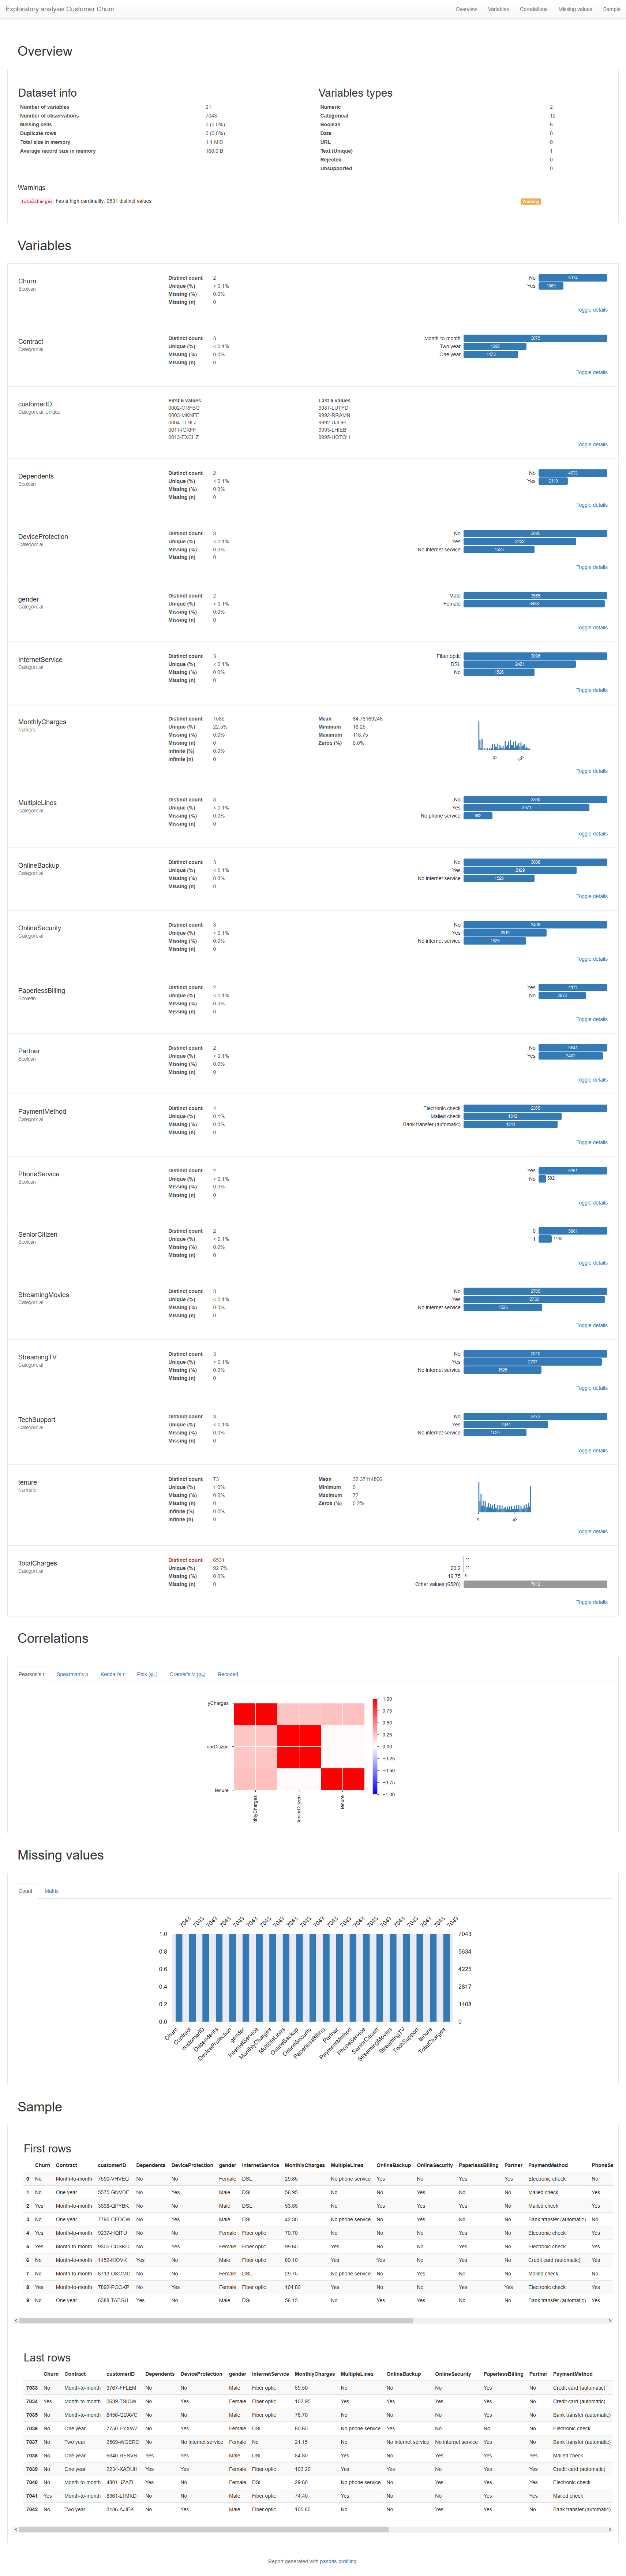 Exploratory analysis Customer Churn
Overview Variables Correlations Missing values Sample
Overview
Dataset info
Number of variables 21
Number of observations 7043
Missing cells 0 (0.0%)
Duplicate rows 0 (0.0%)
Total size in memory 1.1 MiB
Average record size in memory 168.0 B
Variables types
Numeric 2
Categorical 12
Boolean 6
Date 0
URL 0
Text (Unique) 1
Rejected 0
Unsupported 0
Warnings
TotalCharges has a high cardinality: 6531 distinct values Warning
Variables
Churn
Boolean
Distinct count 2
Unique (%) < 0.1%
Missing (%) 0.0%
Missing (n) 0
No 5174
Yes 1869
Toggle details
Contract
Categorical
Distinct count 3
Unique (%) < 0.1%
Missing (%) 0.0%
Missing (n) 0
Month-to-month 3875
Two year 1695
One year 1473
Toggle details
customerID
Categorical, Unique
First 5 values
0002-ORFBO
0003-MKNFE
0004-TLHLJ
0011-IGKFF
0013-EXCHZ
Last 5 values
9987-LUTYD
9992-RRAMN
9992-UJOEL
9993-LHIEB
9995-HOTOH
Toggle details
Dependents
Boolean
Distinct count 2
Unique (%) < 0.1%
Missing (%) 0.0%
Missing (n) 0
No 4933
Yes 2110
Toggle details
DeviceProtection
Categorical
Distinct count 3
Unique (%) < 0.1%
Missing (%) 0.0%
Missing (n) 0
No 3095
Yes 2422
No internet service 1526
Toggle details
gender
Categorical
Distinct count 2
Unique (%) < 0.1%
Missing (%) 0.0%
Missing (n) 0
Male 3555
Female 3488
Toggle details
InternetService
Categorical
Distinct count 3
Unique (%) < 0.1%
Missing (%) 0.0%
Missing (n) 0
Fiber optic 3096
DSL 2421
No 1526
Toggle details
MonthlyCharges
Numeric
Distinct count 1585
Unique (%) 22.5%
Missing (%) 0.0%
Missing (n) 0
Infinite (%) 0.0%
Infinite (n) 0
Mean 64.76169246
Minimum 18.25
Maximum 118.75
Zeros (%) 0.0%
50 100
Toggle details
MultipleLines
Categorical
Distinct count 3
Unique (%) < 0.1%
Missing (%) 0.0%
Missing (n) 0
No 3390
Yes 2971
No phone service 682
Toggle details
OnlineBackup
Categorical
Distinct count 3
Unique (%) < 0.1%
Missing (%) 0.0%
Missing (n) 0
No 3088
Yes 2429
No internet service 1526
Toggle details
OnlineSecurity
Categorical
Distinct count 3
Unique (%) < 0.1%
Missing (%) 0.0%
Missing (n) 0
No 3498
Yes 2019
No internet service 1526
Toggle details
PaperlessBilling
Boolean
Distinct count 2
Unique (%) < 0.1%
Missing (%) 0.0%
Missing (n) 0
Yes 4171
No 2872
Toggle details
Partner
Boolean
Distinct count 2
Unique (%) < 0.1%
Missing (%) 0.0%
Missing (n) 0
No 3641
Yes 3402
Toggle details
PaymentMethod
Categorical
Distinct count 4
Unique (%) 0.1%
Missing (%) 0.0%
Missing (n) 0
Electronic check 2365
Mailed check 1612
Bank transfer (automatic) 1544
Toggle details
PhoneService
Boolean
Distinct count 2
Unique (%) < 0.1%
Missing (%) 0.0%
Missing (n) 0
Yes 6361
No 682
Toggle details
SeniorCitizen
Boolean
Distinct count 2
Unique (%) < 0.1%
Missing (%) 0.0%
Missing (n) 0
0 5901
1 1142
Toggle details
StreamingMovies
Categorical
Distinct count 3
Unique (%) < 0.1%
Missing (%) 0.0%
Missing (n) 0
No 2785
Yes 2732
No internet service 1526
Toggle details
StreamingTV
Categorical
Distinct count 3
Unique (%) < 0.1%
Missing (%) 0.0%
Missing (n) 0
No 2810
Yes 2707
No internet service 1526
Toggle details
TechSupport
Categorical
Distinct count 3
Unique (%) < 0.1%
Missing (%) 0.0%
Missing (n) 0
No 3473
Yes 2044
No internet service 1526
Toggle details
tenure
Numeric
Distinct count 73
Unique (%) 1.0%
Missing (%) 0.0%
Missing (n) 0
Infinite (%) 0.0%
Infinite (n) 0
Mean 32.37114866
Minimum 0
Maximum 72
Zeros (%) 0.2%
0 50
Toggle details
TotalCharges
Categorical
Distinct count 6531
Unique (%) 92.7%
Missing (%) 0.0%
Missing (n) 0
11
20.2 11
19.75 9
Other values (6528) 7012
Toggle details
Correlations
Pearson's r Spearman's ρ Kendall's τ Phik (φk) Cramér's V (φc) Recoded
yCharges
iorCitizen
tenure
1.00
0.75
0.50
0.25
0.00
−0.25
−0.50
−0.75
−1.00
thlyCharges
SeniorCitizen
tenure
Missing values
Count Matrix
7043 7043 7043 7043 7043 7043 7043 7043 7043 7043 7043 7043 7043 7043 7043 7043 7043 7043 7043 7043 7043
1.0 7043
0.8 5634
0.6 4225
0.4 2817
0.2 1408
0.0 0
Churn Contract customerID Dependents DeviceProtection gender InternetService MonthlyCharges MultipleLines OnlineBackup OnlineSecurity PaperlessBilling Partner PaymentMethod PhoneService SeniorCitizen StreamingMovies StreamingTV TechSupport tenure TotalCharges
Sample
First rows
Churn Contract customerID Dependents DeviceProtection gender InternetService MonthlyCharges MultipleLines OnlineBackup OnlineSecurity PaperlessBilling Partner PaymentMethod PhoneSe
0 No Month-to-month 7590-VHVEG No No Female DSL 29.85 No phone service Yes No Yes Yes Electronic check No
1 No One year 5575-GNVDE No Yes Male DSL 56.95 No No Yes No No Mailed check Yes
2 Yes Month-to-month 3668-QPYBK No No Male DSL 53.85 No Yes Yes Yes No Mailed check Yes
3 No One year 7795-CFOCW No Yes Male DSL 42.30 No phone service No Yes No No Bank transfer (automatic) No
4 Yes Month-to-month 9237-HQITU No No Female Fiber optic 70.70 No No No Yes No Electronic check Yes
5 Yes Month-to-month 9305-CDSKC No Yes Female Fiber optic 99.65 Yes No No Yes No Electronic check Yes
6 No Month-to-month 1452-KIOVK Yes No Male Fiber optic 89.10 Yes Yes No Yes No Credit card (automatic) Yes
7 No Month-to-month 6713-OKOMC No No Female DSL 29.75 No phone service No Yes No No Mailed check No
8 Yes Month-to-month 7892-POOKP No Yes Female Fiber optic 104.80 Yes No No Yes Yes Electronic check Yes
9 No One year 6388-TABGU Yes No Male DSL 56.15 No Yes Yes No No Bank transfer (automatic) Yes
Last rows
Churn Contract customerID Dependents DeviceProtection gender InternetService MonthlyCharges MultipleLines OnlineBackup OnlineSecurity PaperlessBilling Partner PaymentMethod
7033 No Month-to-month 9767-FFLEM No No Male Fiber optic 69.50 No No No Yes No Credit card (automatic)
7034 Yes Month-to-month 0639-TSIQW No Yes Female Fiber optic 102.95 Yes Yes Yes Yes No Credit card (automatic)
7035 No Month-to-month 8456-QDAVC No No Male Fiber optic 78.70 No No No Yes No Bank transfer (automatic)
7036 No One year 7750-EYXWZ No Yes Female DSL 60.65 No phone service Yes No No No Electronic check
7037 No Two year 2569-WGERO No No internet service Female No 21.15 No No internet service No internet service Yes No Bank transfer (automatic)
7038 No One year 6840-RESVB Yes Yes Male DSL 84.80 Yes No Yes Yes Yes Mailed check
7039 No One year 2234-XADUH Yes Yes Female Fiber optic 103.20 Yes Yes No Yes Yes Credit card (automatic)
7040 No Month-to-month 4801-JZAZL Yes No Female DSL 29.60 No phone service No Yes Yes Yes Electronic check
7041 Yes Month-to-month 8361-LTMKD No No Male Fiber optic 74.40 Yes No No Yes Yes Mailed check
7042 No Two year 3186-AJIEK No Yes Male Fiber optic 105.65 No No Yes Yes No Bank transfer (automatic)
Report generated with pandas-profiling.